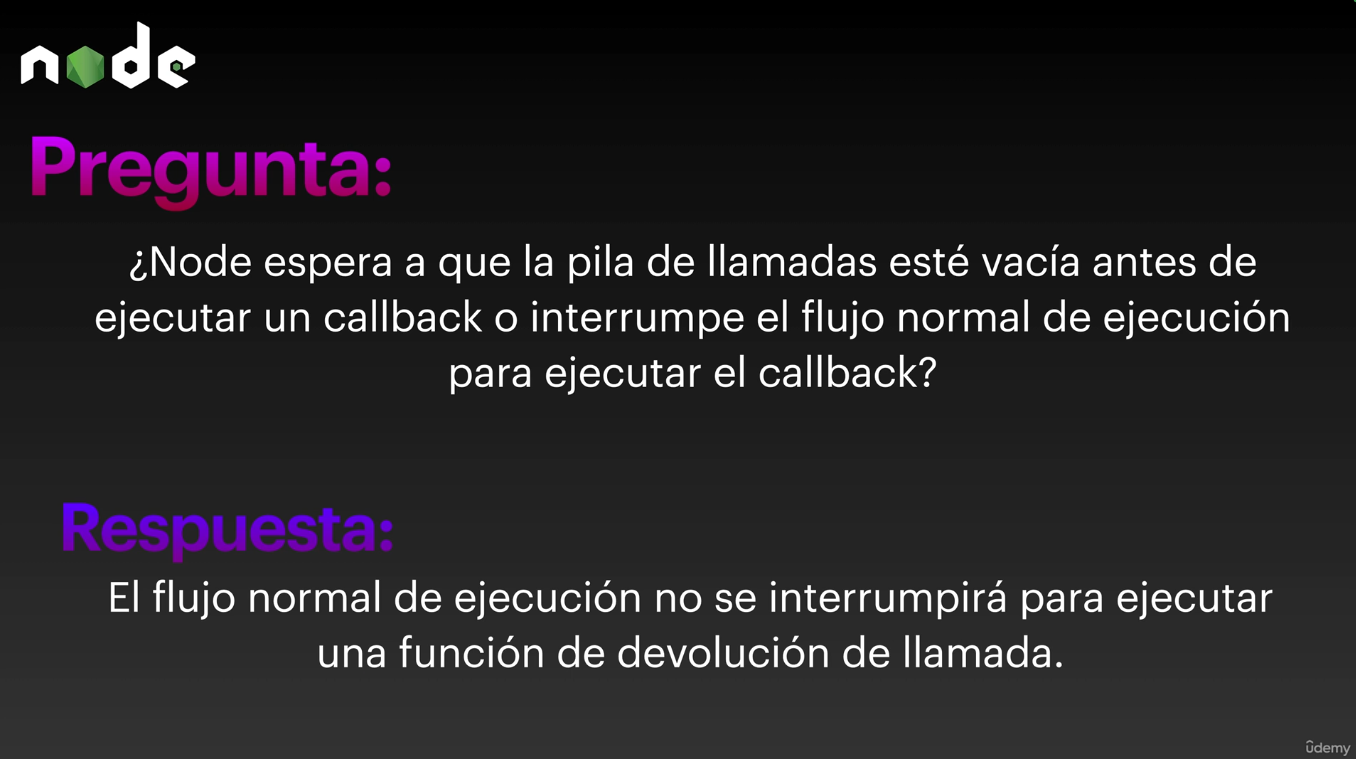 node
Pregunta:
¿Node espera a que la pila de llamadas esté vacía antes de
ejecutar un callback o interrumpe el flujo normal de ejecución
para ejecutar el callback?
Respuesta:
El flujo normal de ejecución no se interrumpirá para ejecutar
una función de devolución de llamada.
udemy